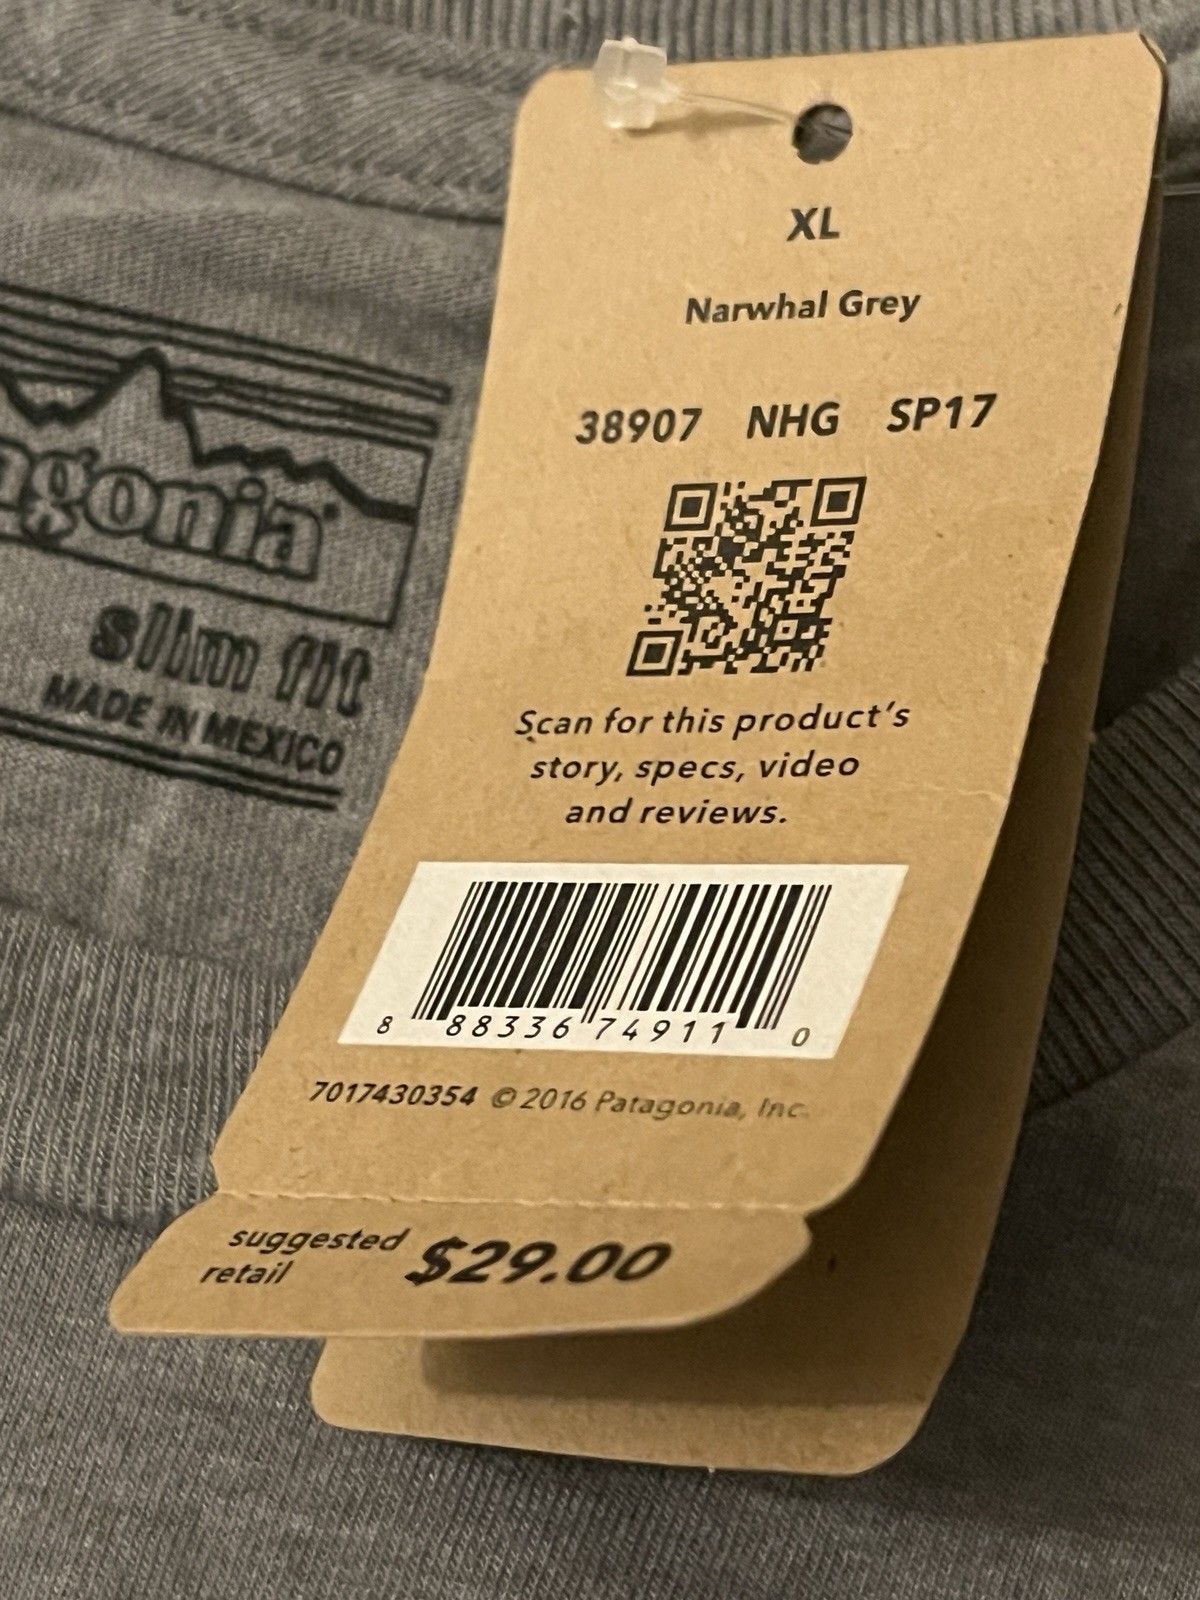 XL
Narwhal Grey
38907 NHG SP17
Scan for this product's
story, specs, video
and reviews.
8 88336 74911 0
7017430354 © 2016 Patagonia, Inc.
suggested
retail $29.00
agonia®
slim fit
MADE IN MEXICO